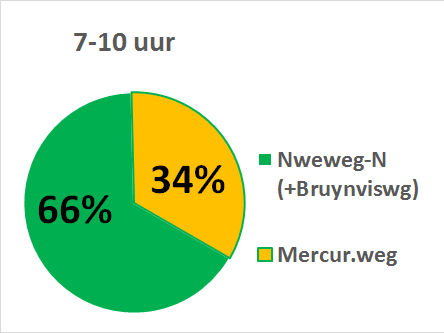 7-10 uur
34%
66%
Nweweg-N
(+Bruynviswg)
Mercur.weg